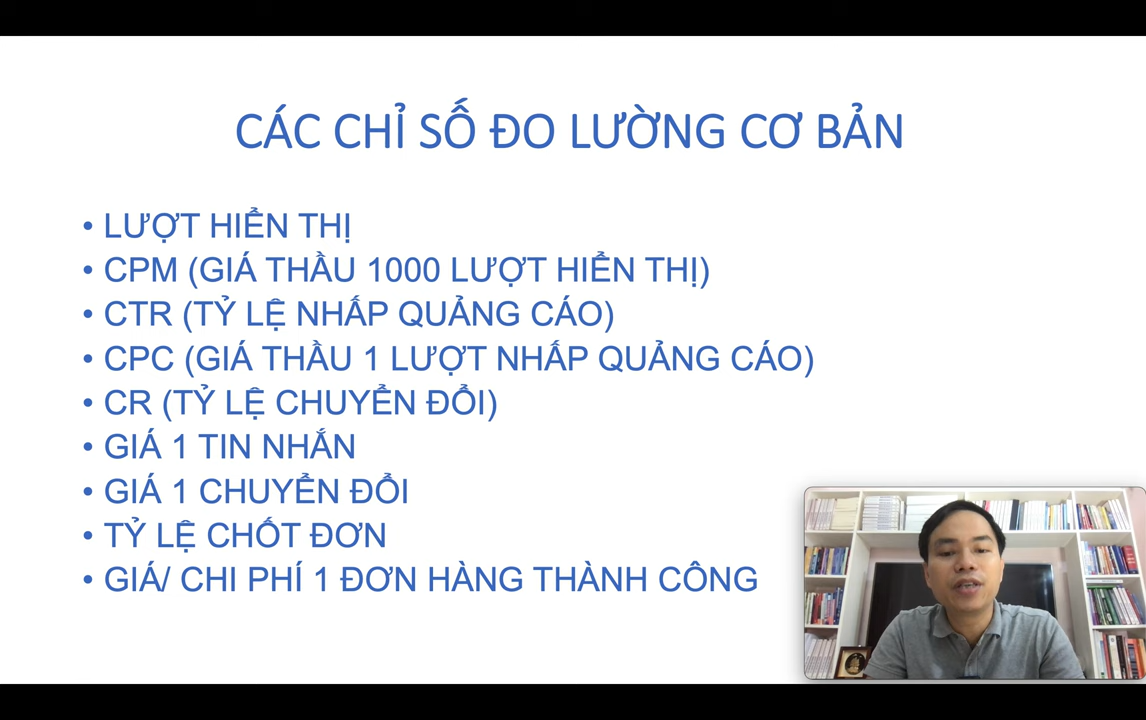 CÁC CHỈ SỐ ĐO LƯỜNG CƠ BẢN
• LƯỢT HIỂN THỊ
• CPM (GIÁ THẦU 1000 LƯỢT HIỂN THỊ)
• CTR (TỶ LỆ NHẤP QUẢNG CÁO)
• CPC (GIÁ THẦU 1 LƯỢT NHẤP QUẢNG CÁO)
• CR (TỶ LỆ CHUYỂN ĐỔI)
• GIÁ 1 TIN NHẮN
• GIÁ 1 CHUYỂN ĐỔI
• TỶ LỆ CHỐT ĐƠN
• GIÁ/ CHI PHÍ 1 ĐƠN HÀNG THÀNH CÔNG